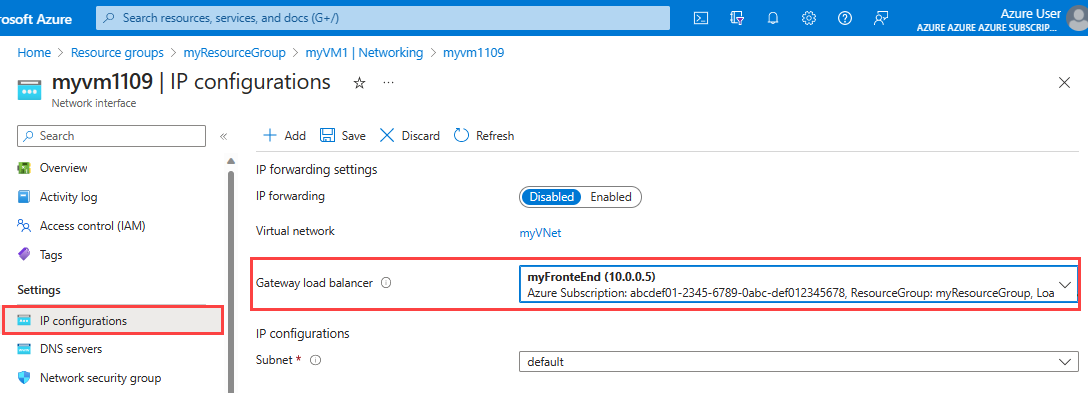 rosoft Azure
Search resources, services, and docs (G+/)
Azure User
AZURE AZURE AZURE SUBSCRIP...
Home > Resource groups > myResourceGroup > myVM1 | Networking > myvm1109
myvm1109 | IP configurations
Network interface
Search
Add
Save
Discard
Refresh
Overview
Activity log
Access control (IAM)
Tags
Settings
IP configurations
DNS servers
Network security group
IP forwarding settings
IP forwarding
Disabled
Enabled
Virtual network
myVNet
Gateway load balancer
myFronteEnd (10.0.0.5)
Azure Subscription: abcdef01-2345-6789-0abc-def012345678, ResourceGroup: myResourceGroup, Loa
IP configurations
Subnet *
default